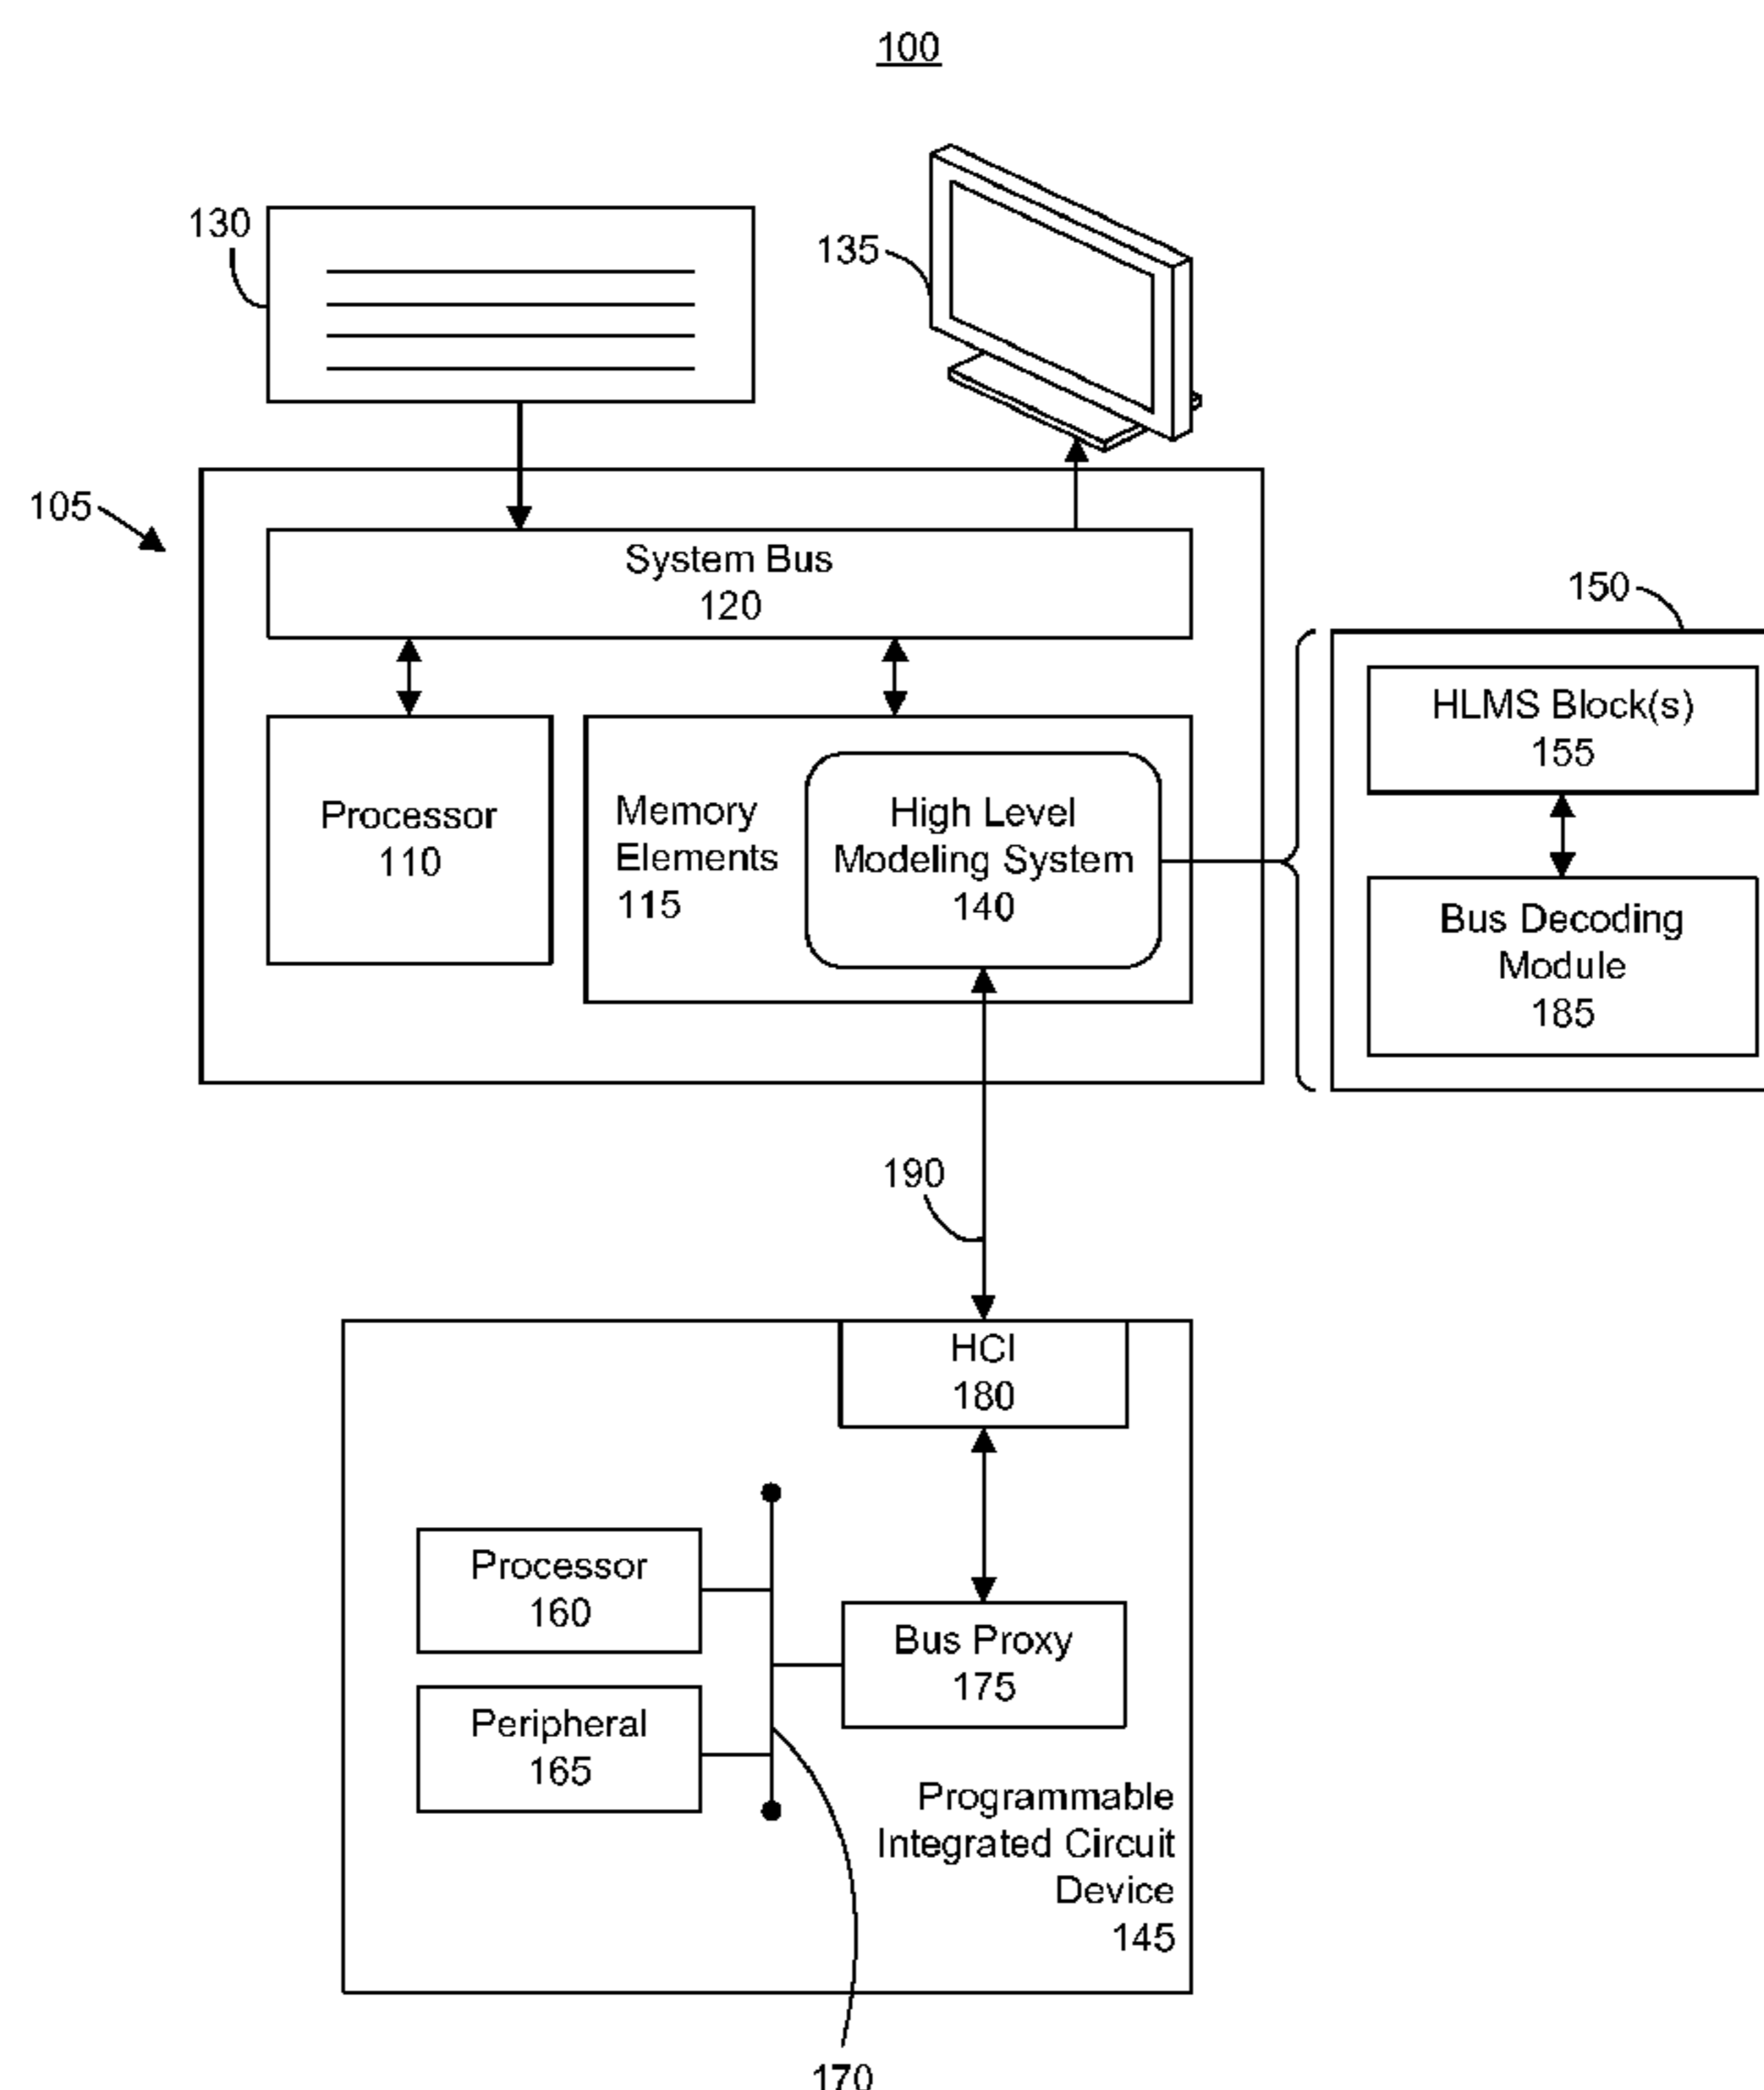 100
130
135
105
System Bus
120
150
HLMS Block(s)
155
Processor
110
Memory
Elements
115
High Level
Modeling System
140
Bus Decoding
Module
185
190
HCI
180
Processor
160
Bus Proxy
175
Peripheral
165
Programmable
Integrated Circuit
Device
145
170